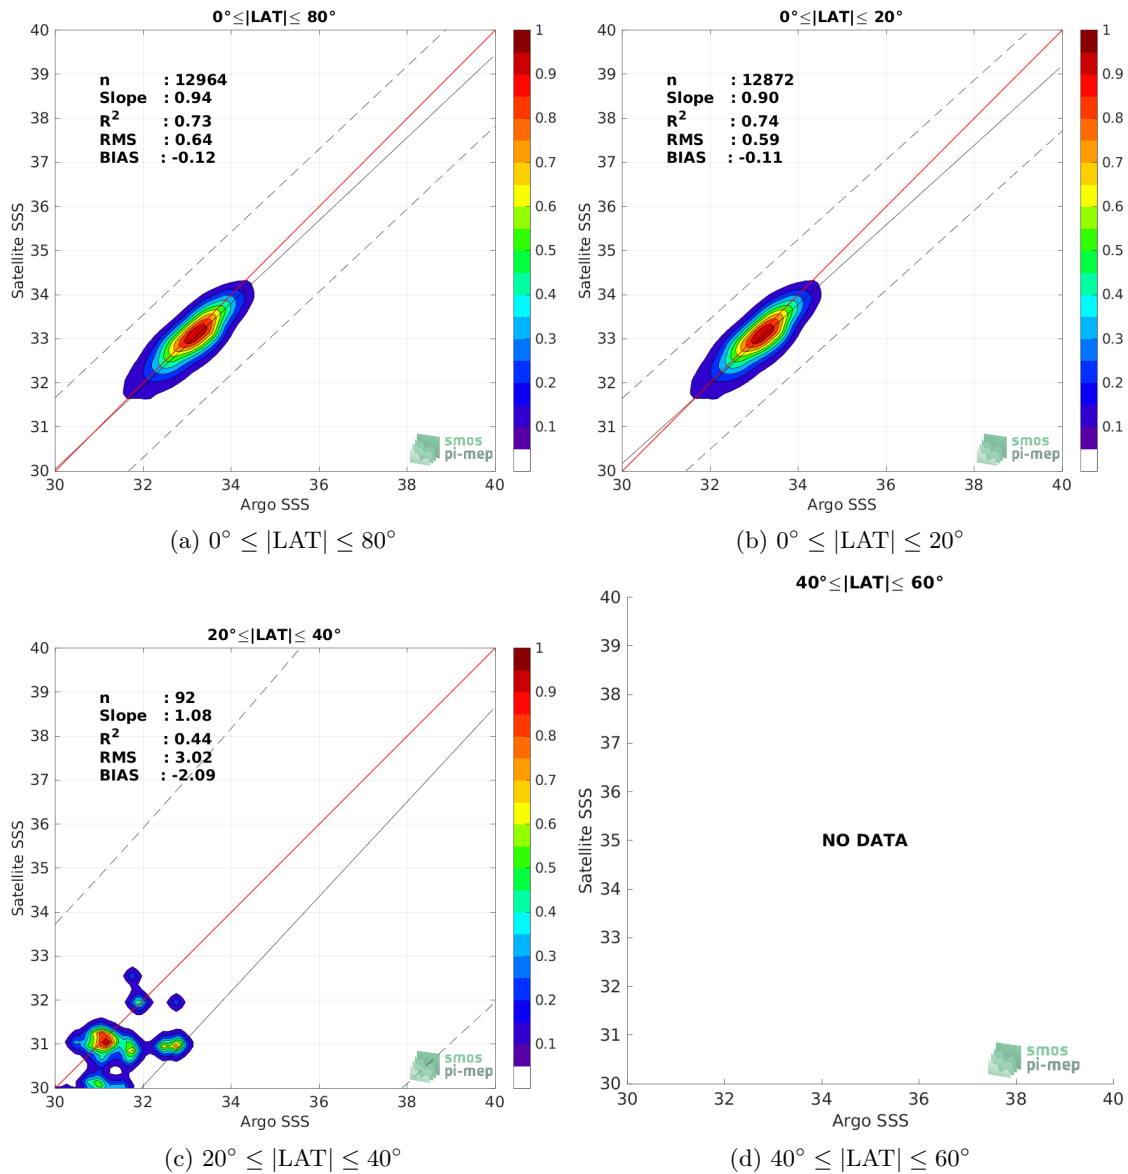 0°≤|LAT|≤ 80°
40
39
38
37
36
35
34
33
32
31
30
Satellite SSS
n : 12964
Slope : 0.94
R2 : 0.73
RMS : 0.64
BIAS : -0.12
1
0.9
0.8
0.7
0.6
0.5
0.4
0.3
0.2
0.1
smos
pi-mep
30 32 34 36 38 40
Argo SSS
(a) 0° ≤ |LAT| ≤ 80°
0°≤|LAT|≤ 20°
40
39
38
37
36
35
34
33
32
31
30
Satellite SSS
n : 12872
Slope : 0.90
R2 : 0.74
RMS : 0.59
BIAS : -0.11
1
0.9
0.8
0.7
0.6
0.5
0.4
0.3
0.2
0.1
smos
pi-mep
30 32 34 36 38 40
Argo SSS
(b) 0° ≤ |LAT| ≤ 20°
20°≤|LAT|≤ 40°
40
39
38
37
36
35
34
33
32
31
30
Satellite SSS
n : 92
Slope : 1.08
R2 : 0.44
RMS : 3.02
BIAS : -2.09
1
0.9
0.8
0.7
0.6
0.5
0.4
0.3
0.2
0.1
smos
pi-mep
30 32 34 36 38 40
Argo SSS
(c) 20° ≤ |LAT| ≤ 40°
40°≤|LAT|≤ 60°
40
39
38
37
36
35
34
33
32
31
30
Satellite SSS
NO DATA
smos
pi-mep
30 32 34 36 38 40
Argo SSS
(d) 40° ≤ |LAT| ≤ 60°